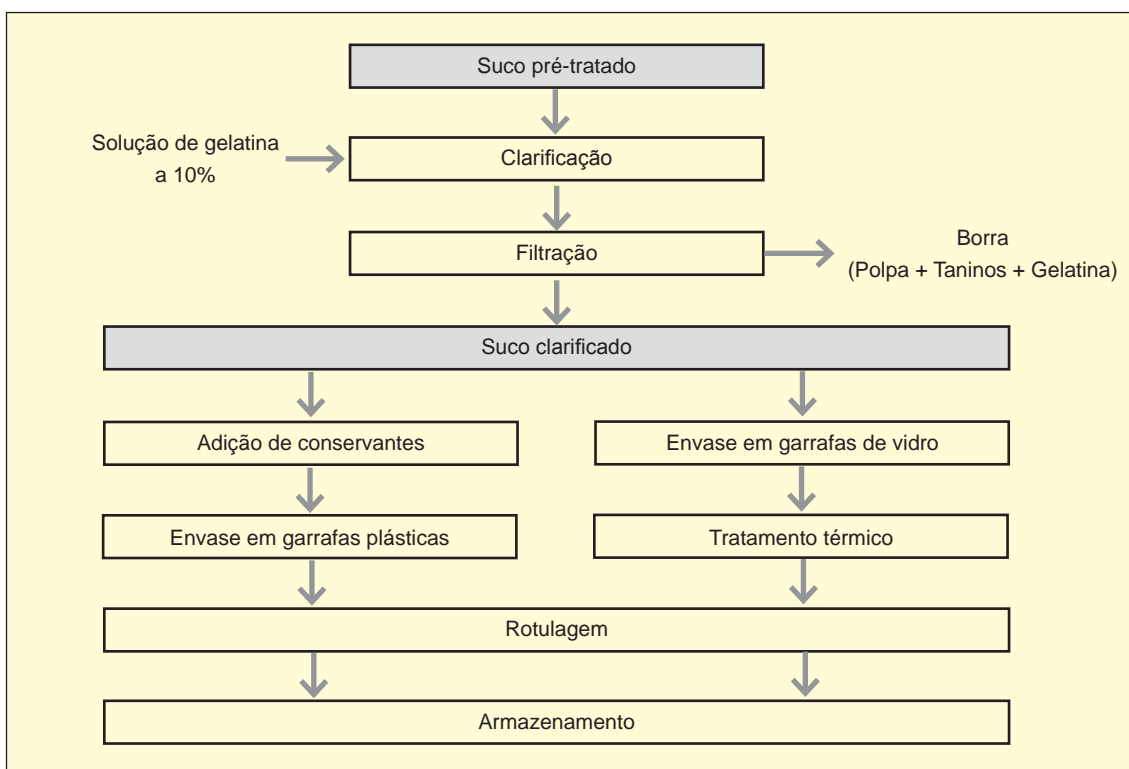 Suco pré-tratado
Solução de gelatina
a 10%
Clarificação
Filtração
Borra
(Polpa + Taninos + Gelatina)
Suco clarificado
Adição de conservantes
Envase em garrafas de vidro
Envase em garrafas plásticas
Tratamento térmico
Rotulagem
Armazenamento